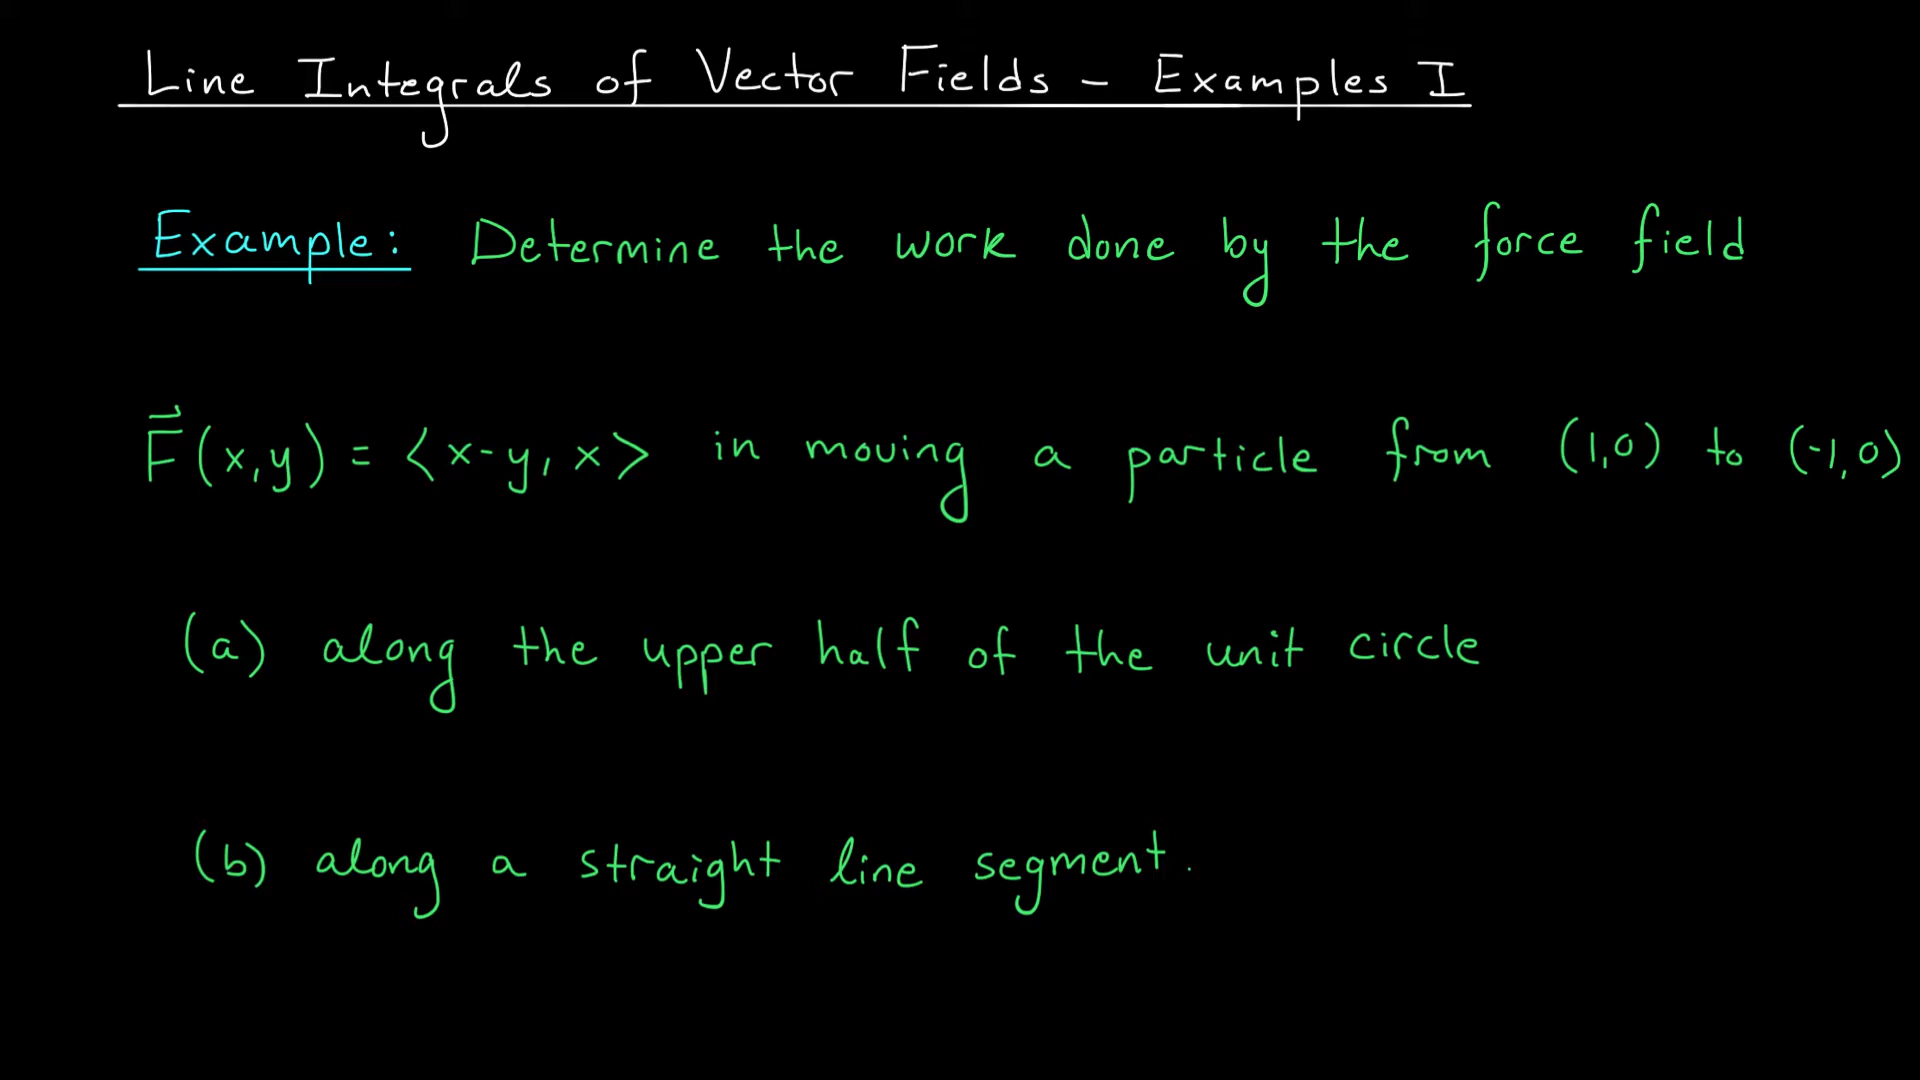 Line Integrals of Vector Fields - Examples I
Example: Determine the work done by the force field
F⃗(x,y) = ⟨x-y, x⟩ in moving a particle from (1,0) to (-1,0)
(a) along the upper half of the unit circle
(b) along a straight line segment.